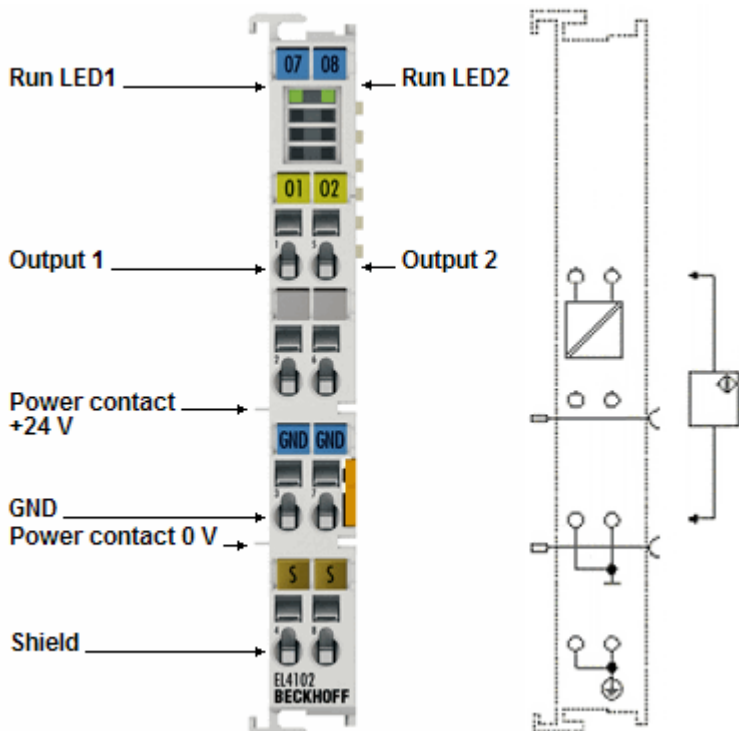 07 08
Run LED1
Run LED2
01 02
1 5
Output 1
Output 2
2 6
Power contact
+24 V
GND GND
3 7
GND
Power contact 0 V
S S
4 8
Shield
EL4102
BECKHOFF